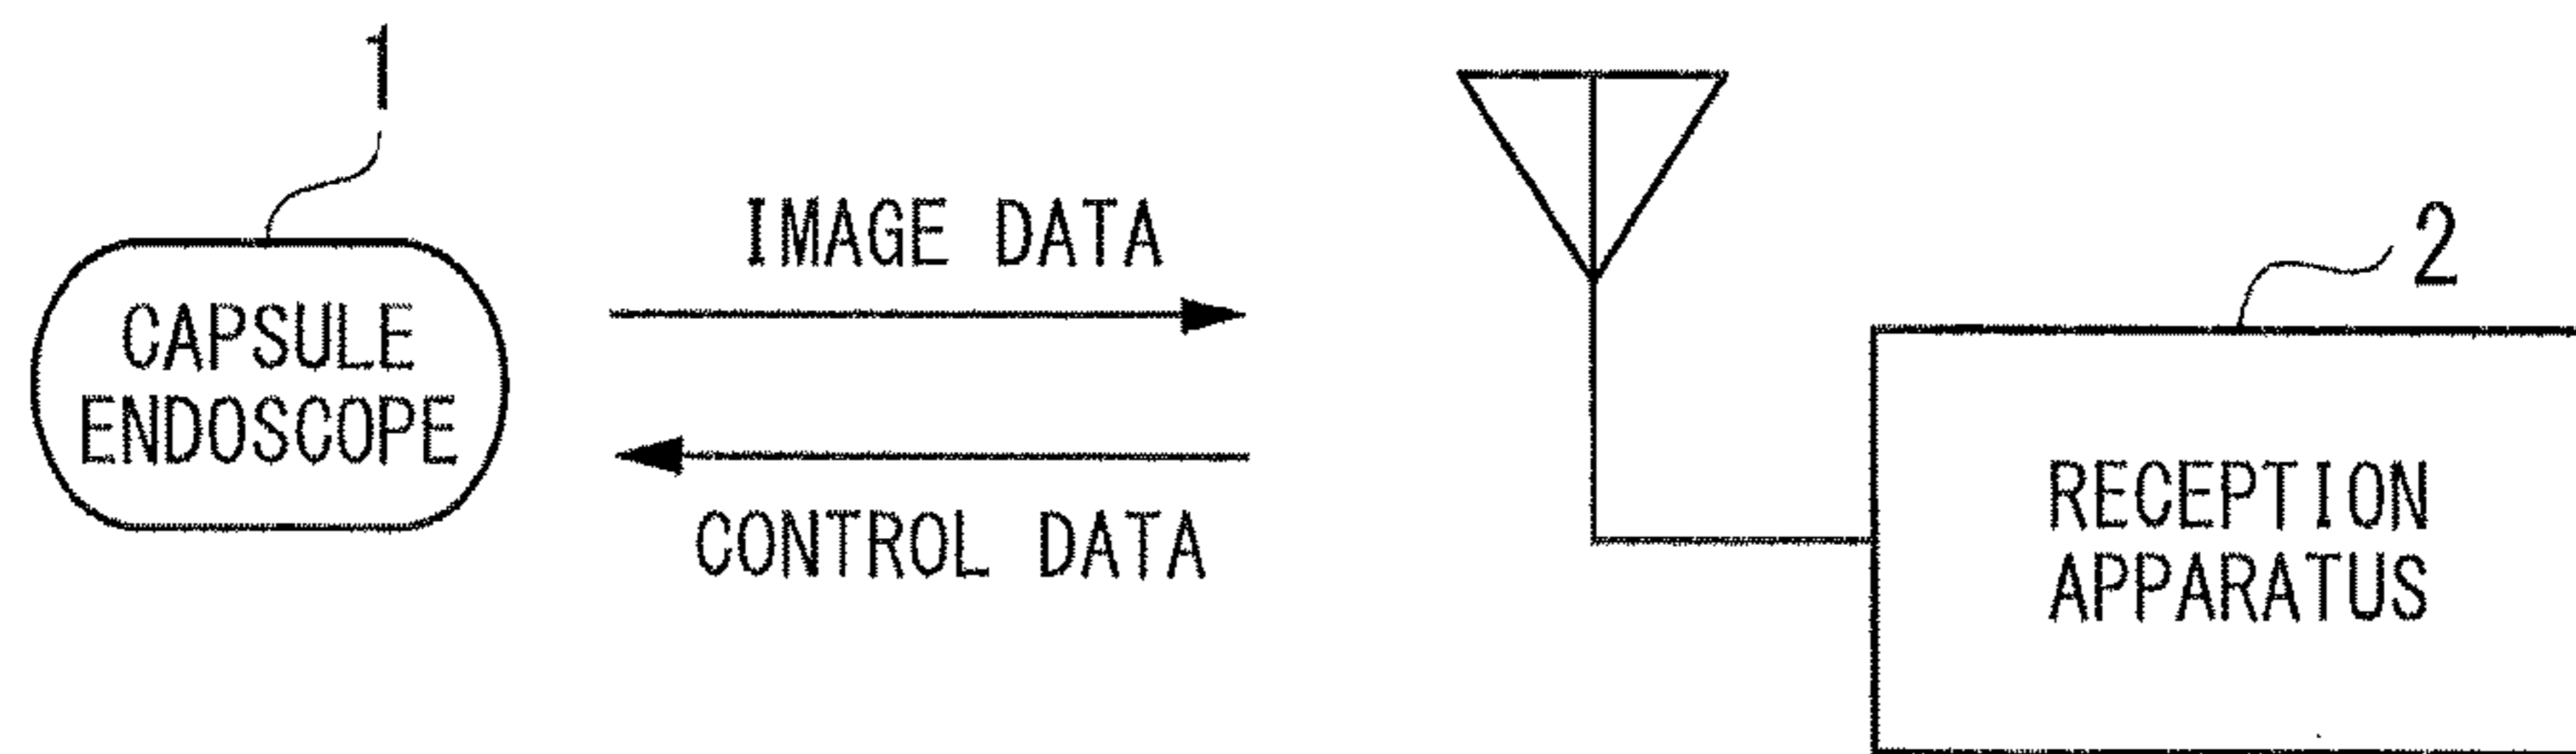 1
CAPSULE
ENDOSCOPE
IMAGE DATA
CONTROL DATA
2
RECEPTION
APPARATUS